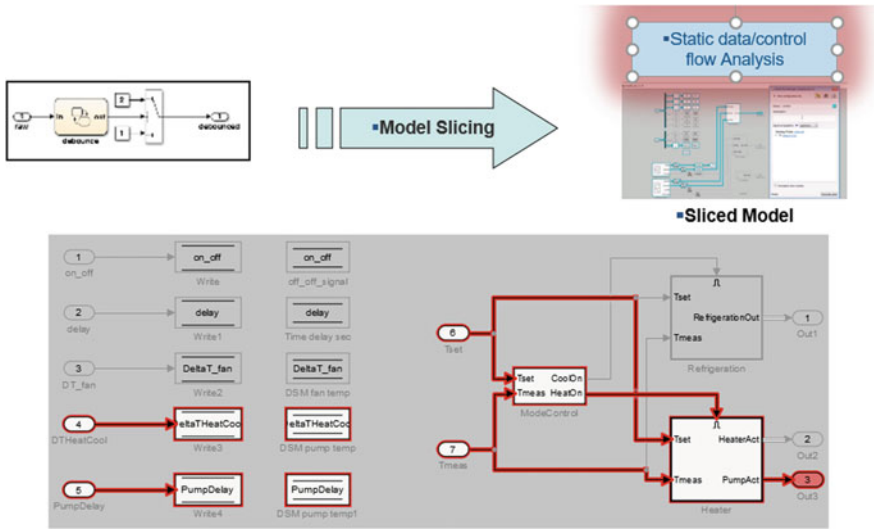 ▪Static data/control
flow Analysis
2
1
raw
in
out
debounce
1
1
debounced
▪Model Slicing
▪Sliced Model
1
on_off
on_off
Write
on_off
off_off_signal
2
delay
delay
Write1
delay
Time delay sec
3
DT_fan
DeltaT_fan
Write2
DeltaT_fan
DSM fan temp
4
DTHeatCool
eltaTHeatCoo
Write3
eltaTHeatCoo
DSM pump temp
5
PumpDelay
PumpDelay
Write4
PumpDelay
DSM pump temp1
6
Tset
7
Tmeas
Tset
CoolOn
Tmeas
HeatOn
ModeControl
Tset
RefrigerationOut
Tmeas
Refrigeration
1
Out1
Tset
HeaterAct
Tmeas
PumpAct
Heater
2
Out2
3
Out3